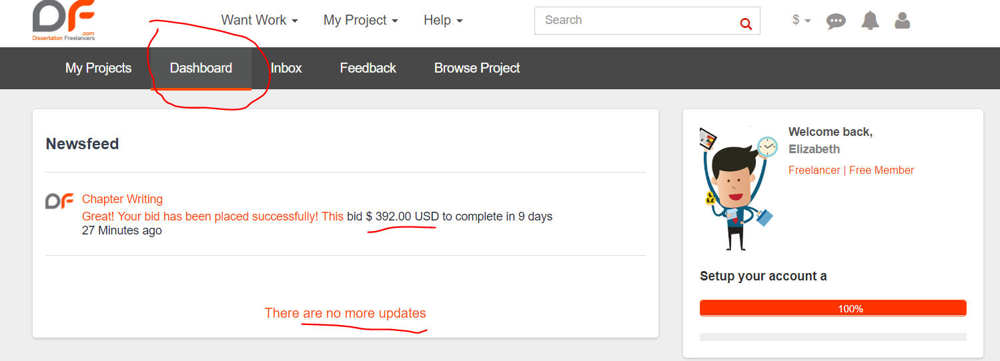 DF
.com
Dissertation Freelancers
Want Work My Project Help Search $
My Projects Dashboard Inbox Feedback Browse Project
Newsfeed
DF Chapter Writing
Great! Your bid has been placed successfully! This bid $ 392.00 USD to complete in 9 days
27 Minutes ago
There are no more updates
Welcome back,
Elizabeth
Freelancer | Free Member
£
££
Setup your account a
100%